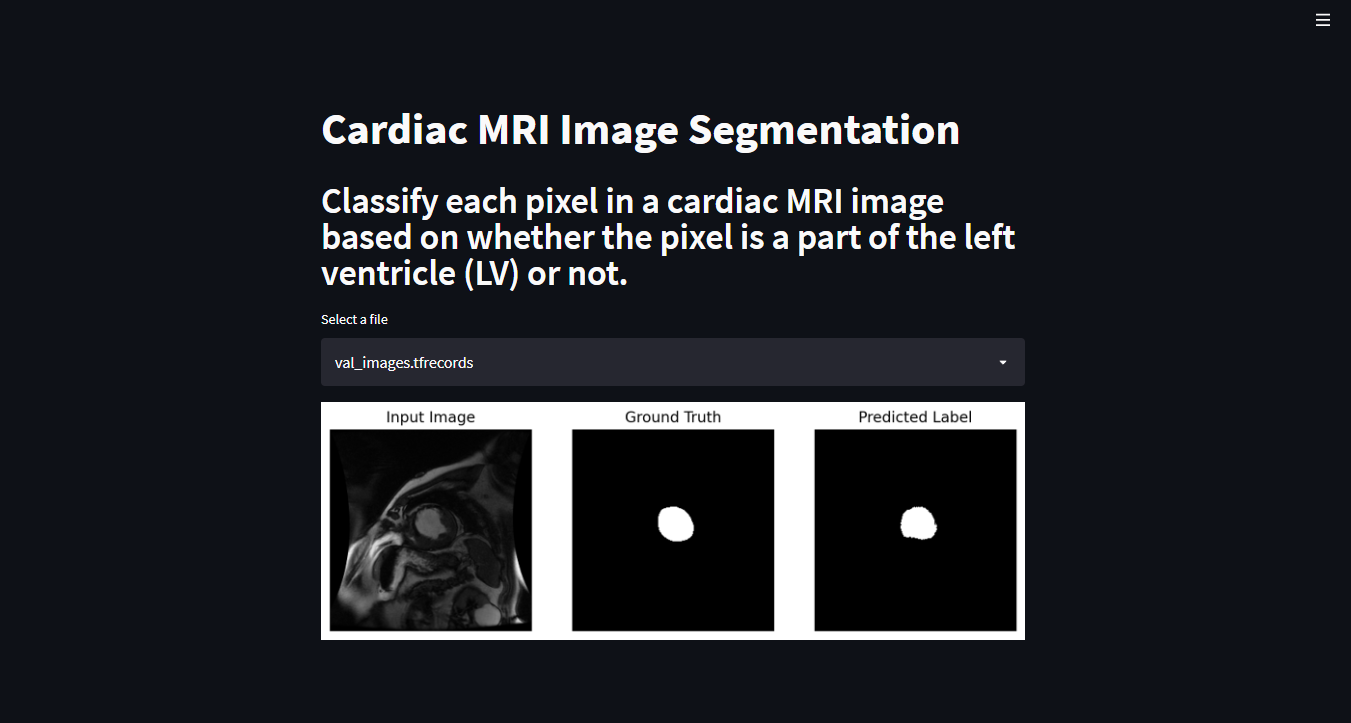 Cardiac MRI Image Segmentation
Classify each pixel in a cardiac MRI image
based on whether the pixel is a part of the left
ventricle (LV) or not.
Select a file
val_images.tfrecords
Input Image
Ground Truth
Predicted Label